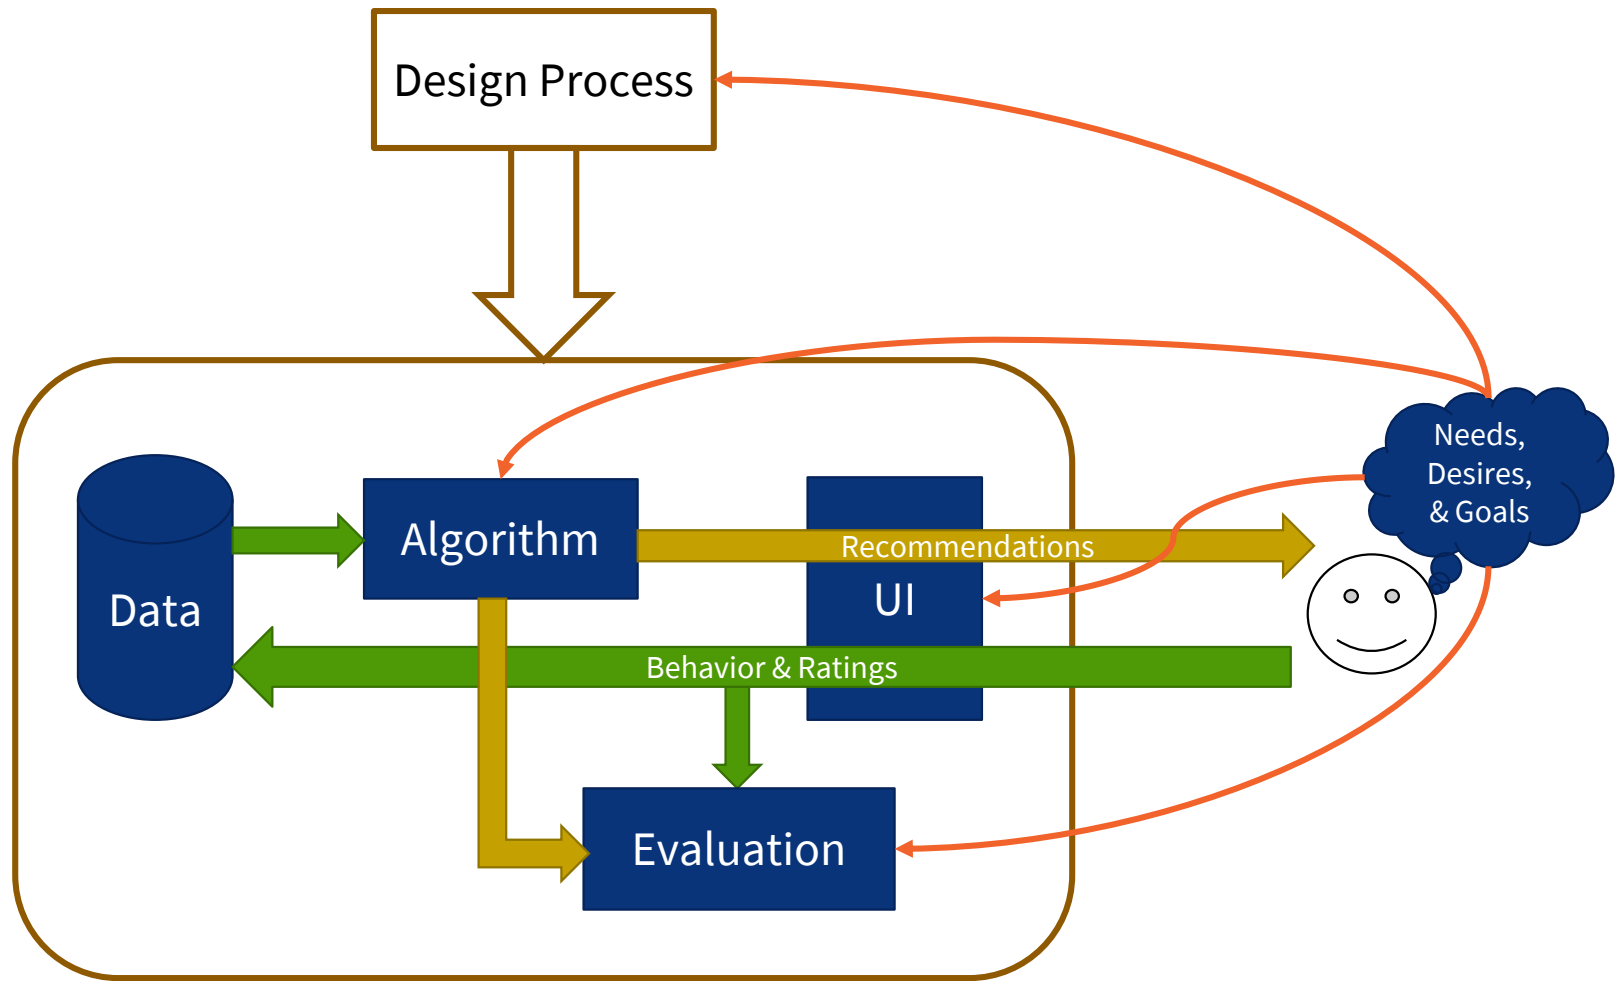 Design Process
Needs,
Desires,
& Goals
Algorithm
Recommendations
UI
Data
Behavior & Ratings
Evaluation